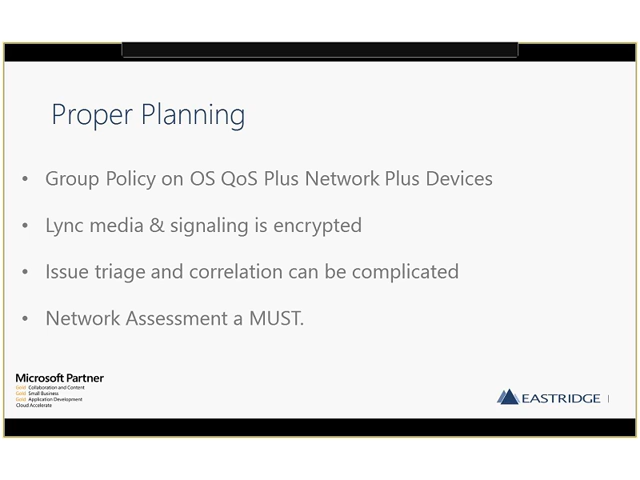 Proper Planning
• Group Policy on OS QoS Plus Network Plus Devices
• Lync media & signaling is encrypted
• Issue triage and correlation can be complicated
• Network Assessment a MUST.
Microsoft Partner
Gold Collaboration and Content
Gold Small Business
Gold Application Development
Cloud Accelerate
EASTRIDGE |